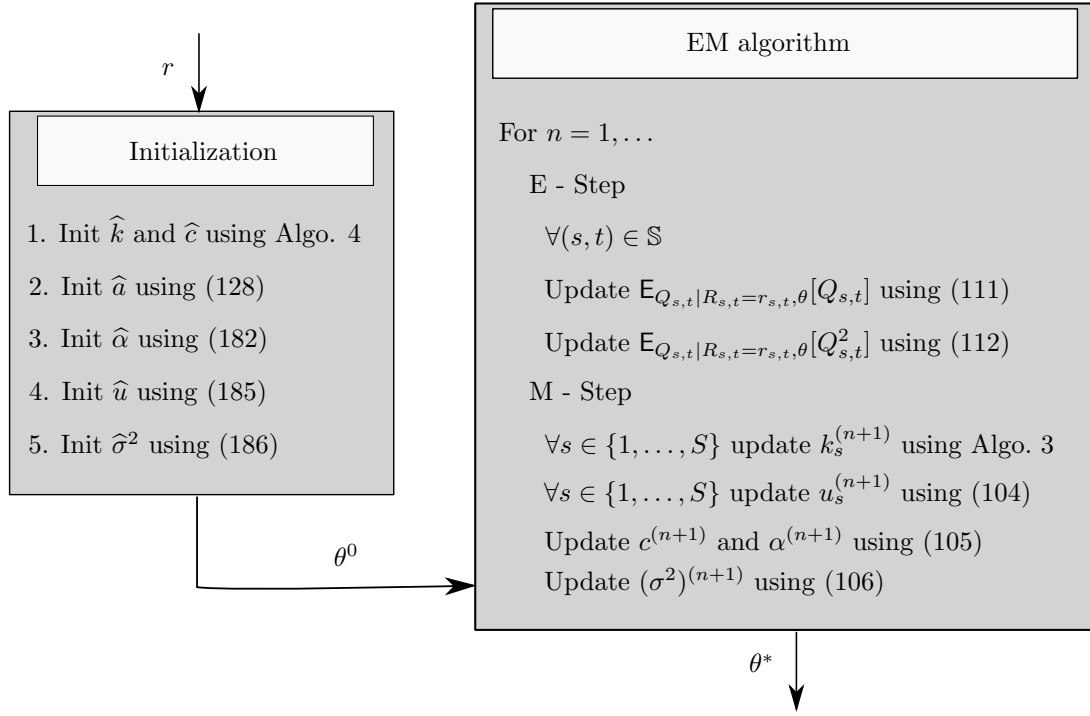 r
Initialization
1. Init k̂ and ĉ using Algo. 4
2. Init â using (128)
3. Init α̂ using (182)
4. Init û using (185)
5. Init σ̂² using (186)
θ⁰
EM algorithm
For n = 1, . . .
E - Step
∀(s, t) ∈ 𝕊
Update E_{Q_{s,t}|R_{s,t}=r_{s,t},θ}[Q_{s,t}] using (111)
Update E_{Q_{s,t}|R_{s,t}=r_{s,t},θ}[Q²_{s,t}] using (112)
M - Step
∀s ∈ {1, . . . , S} update k_s^{(n+1)} using Algo. 3
∀s ∈ {1, . . . , S} update u_s^{(n+1)} using (104)
Update c^{(n+1)} and α^{(n+1)} using (105)
Update (σ²)^{(n+1)} using (106)
θ*